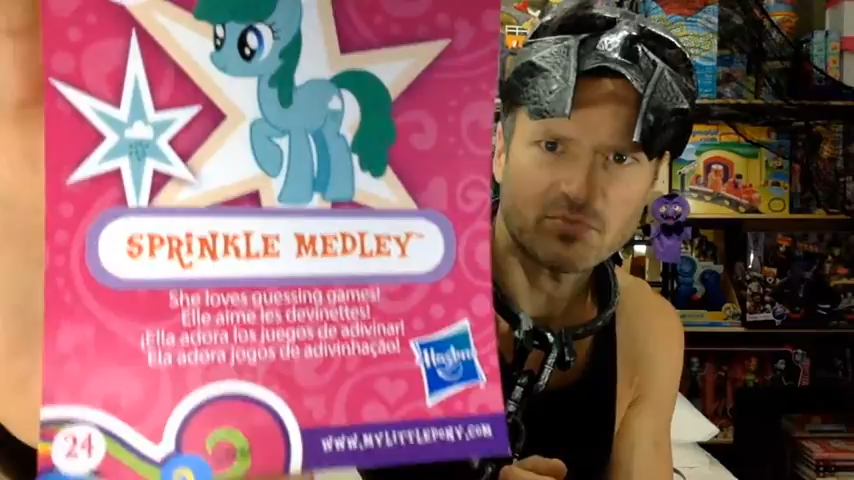 SPRiNKLE MEDLEY™
She loves guessing games!
Elle aime les devinettes!
¡Ella adora los juegos de adivinar!
Ela adora jogos de adivinhação!
Hasbro
24
WWW.MYLITTLEPONY.COM